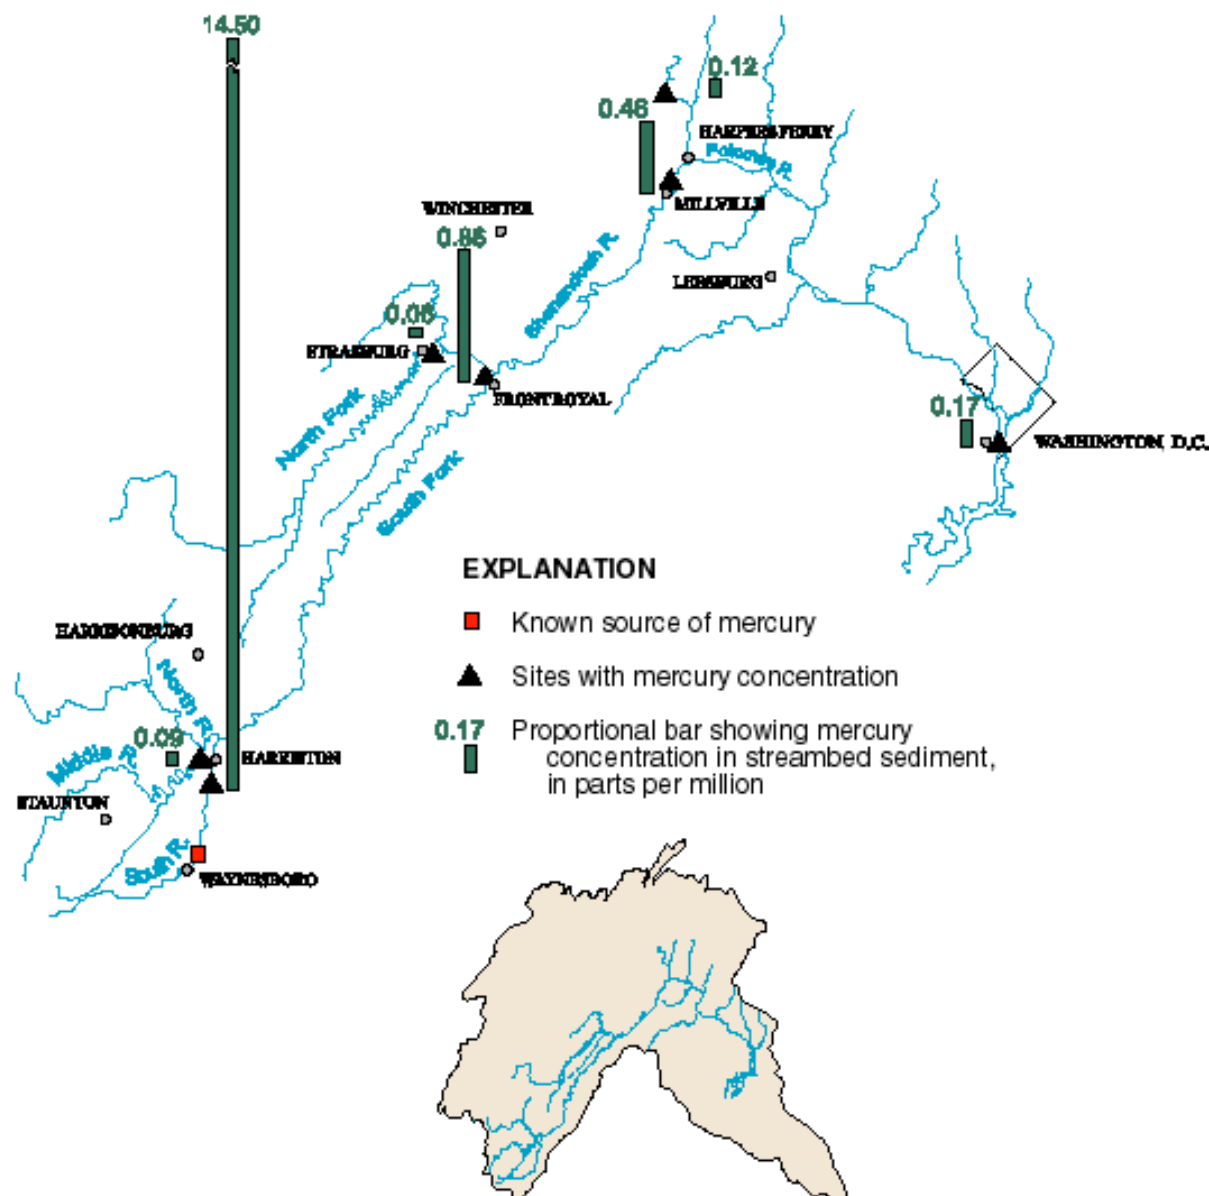 14.50
0.12
0.46
HARPERS FERRY
Potomac R.
MILLVILLE
WINCHESTER
0.86
Shenandoah R.
LEESBURG
0.06
STRASBURG
FRONT ROYAL
North Fork
South Fork
0.17
WASHINGTON, D.C.
EXPLANATION
Known source of mercury
Sites with mercury concentration
0.17 Proportional bar showing mercury
concentration in streambed sediment,
in parts per million
HARRISONBURG
North R.
0.09
Middle R.
HARRISTON
STAUNTON
South R.
WAYNESBORO